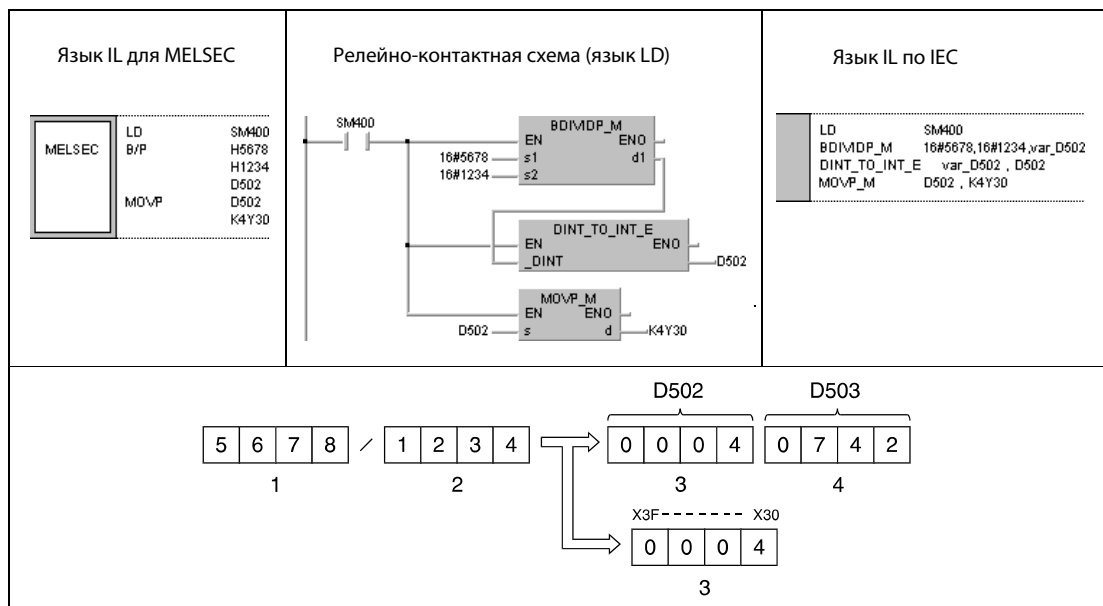 Язык IL для MELSEC
MELSEC
LD SM400
B/P H5678
H1234
D502
MOVP D502
K4Y30
Релейно-контактная схема (язык LD)
SM400
BDIVDP_M
EN ENO
16#5678 s1 d1
16#1234 s2
DINT_TO_INT_E
EN ENO
_DINT D502
MOVP_M
EN ENO
D502 s d K4Y30
Язык IL по IEC
LD SM400
BDIVDP_M 16#5678,16#1234,var_D502
DINT_TO_INT_E var_D502 , D502
MOVP_M D502 , K4Y30
D502 D503
5 6 7 8 / 1 2 3 4 0 0 0 4 0 7 4 2
1 2 3 4
X3F X30
0 0 0 4
3